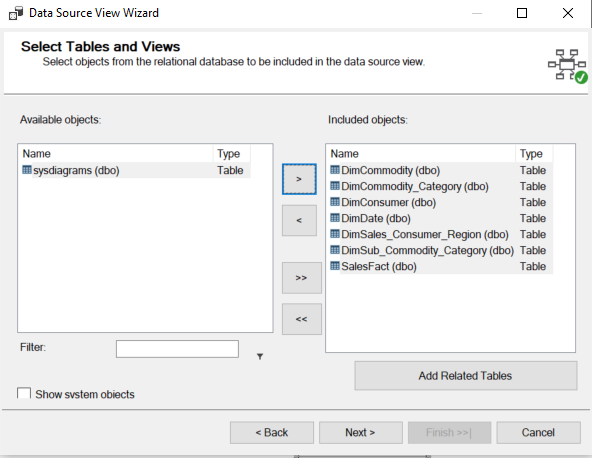 Data Source View Wizard
Select Tables and Views
Select objects from the relational database to be included in the data source view.
Available objects:
Included objects:
Name Type
sysdiagrams (dbo) Table
Name Type
DimCommodity (dbo) Table
DimCommodity_Category (dbo) Table
DimConsumer (dbo) Table
DimDate (dbo) Table
DimSales_Consumer_Region (dbo) Table
DimSub_Commodity_Category (dbo) Table
SalesFact (dbo) Table
>
<
>>
<<
Filter:
Add Related Tables
Show system objects
< Back
Next >
Finish >>|
Cancel